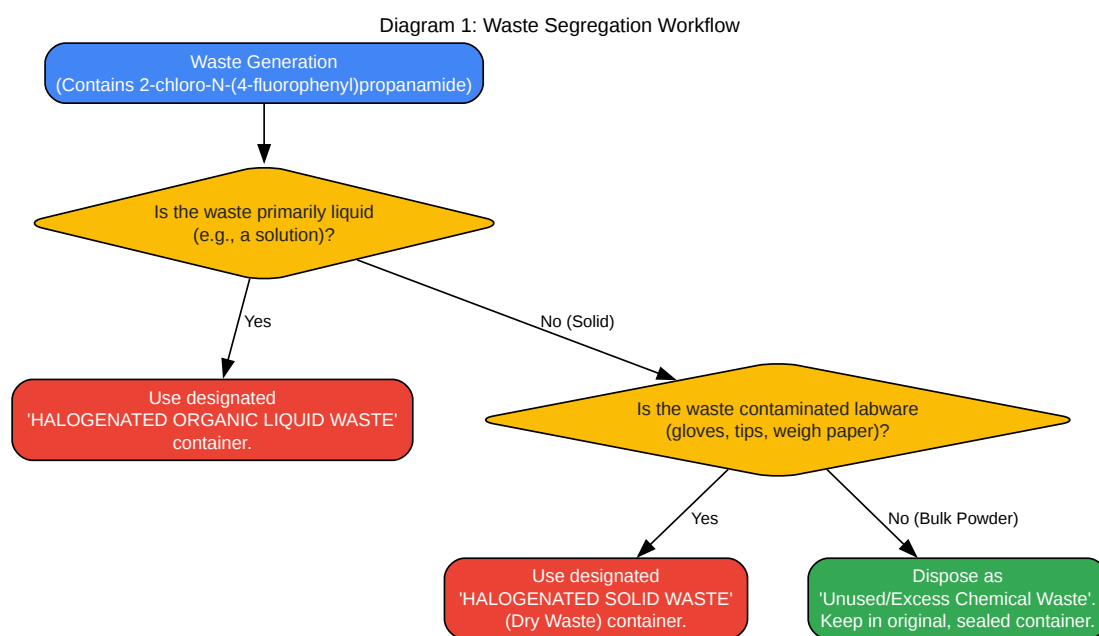 Diagram 1: Waste Segregation Workflow
Waste Generation
(Contains 2-chloro-N-(4-fluorophenyl)propanamide)
Is the waste primarily liquid
(e.g., a solution)?
Yes
No (Solid)
Use designated
'HALOGENATED ORGANIC LIQUID WASTE'
container.
Is the waste contaminated labware
(gloves, tips, weigh paper)?
Yes
No (Bulk Powder)
Use designated
'HALOGENATED SOLID WASTE'
(Dry Waste) container.
Dispose as
'Unused/Excess Chemical Waste'.
Keep in original, sealed container.